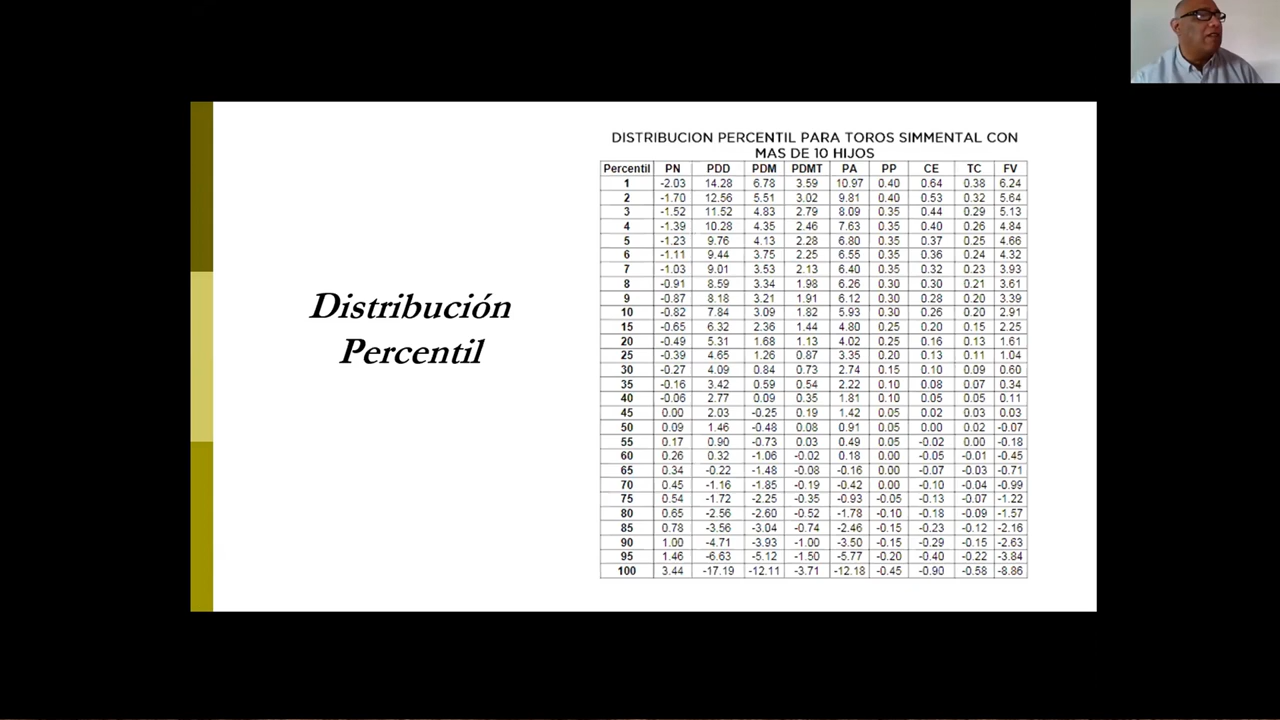 Distribución
Percentil
DISTRIBUCION PERCENTIL PARA TOROS SIMMENTAL CON
MAS DE 10 HIJOS
Percentil PN PDD PDM PDMT PA PP CE TC FV
1 -2.03 14.28 6.78 3.59 10.97 0.40 0.64 0.38 6.24
2 -1.70 12.56 5.51 3.02 9.81 0.40 0.53 0.32 5.64
3 -1.52 11.52 4.83 2.79 8.09 0.35 0.44 0.29 5.13
4 -1.39 10.28 4.35 2.46 7.63 0.35 0.40 0.26 4.84
5 -1.23 9.76 4.13 2.28 6.80 0.35 0.37 0.25 4.66
6 -1.11 9.44 3.75 2.25 6.55 0.35 0.36 0.24 4.32
7 -1.03 9.01 3.53 2.13 6.40 0.35 0.32 0.23 3.93
8 -0.91 8.59 3.34 1.98 6.26 0.30 0.30 0.21 3.61
9 -0.87 8.18 3.21 1.91 6.12 0.30 0.28 0.20 3.39
10 -0.82 7.84 3.09 1.82 5.93 0.30 0.26 0.20 2.91
15 -0.65 6.32 2.36 1.44 4.80 0.25 0.20 0.15 2.25
20 -0.49 5.31 1.68 1.13 4.02 0.25 0.16 0.13 1.61
25 -0.39 4.65 1.26 0.87 3.35 0.20 0.13 0.11 1.04
30 -0.27 4.09 0.84 0.73 2.74 0.15 0.10 0.09 0.60
35 -0.16 3.42 0.59 0.54 2.22 0.10 0.08 0.07 0.34
40 -0.06 2.77 0.09 0.35 1.81 0.10 0.05 0.05 0.11
45 0.00 2.03 -0.25 0.19 1.42 0.05 0.02 0.03 0.03
50 0.09 1.46 -0.48 0.08 0.91 0.05 0.00 0.02 -0.07
55 0.17 0.90 -0.73 0.03 0.49 0.05 -0.02 0.00 -0.18
60 0.26 0.32 -1.06 -0.02 0.18 0.00 -0.05 -0.01 -0.45
65 0.34 -0.22 -1.48 -0.08 -0.16 0.00 -0.07 -0.03 -0.71
70 0.45 -1.16 -1.85 -0.19 -0.42 0.00 -0.10 -0.04 -0.99
75 0.54 -1.72 -2.25 -0.35 -0.93 -0.05 -0.13 -0.07 -1.22
80 0.65 -2.56 -2.60 -0.52 -1.78 -0.10 -0.18 -0.09 -1.57
85 0.78 -3.56 -3.04 -0.74 -2.46 -0.15 -0.23 -0.12 -2.16
90 1.00 -4.71 -3.93 -1.00 -3.50 -0.15 -0.29 -0.15 -2.63
95 1.46 -6.63 -5.12 -1.50 -5.77 -0.20 -0.40 -0.22 -3.84
100 3.44 -17.19 -12.11 -3.71 -12.18 -0.45 -0.90 -0.58 -8.86